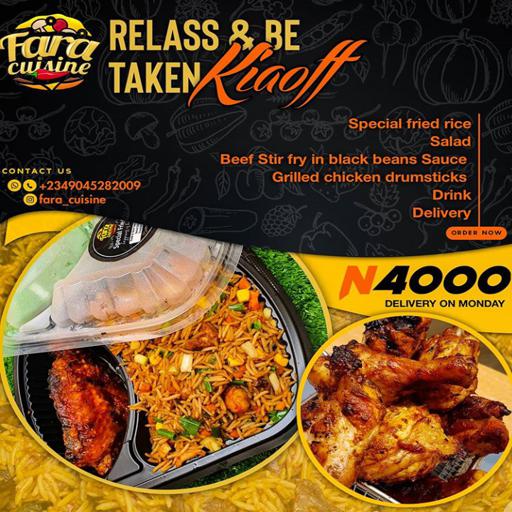 Fara
cuisine
RELASS & BE
TAKEN Kiaoff
Special fried rice
Salad
Beef Stir fry in black beans Sauce
Grilled chicken drumsticks
Drink
Delivery
ORDER NOW
CONTACT US
+2349045282009
fara_cuisine
N4000
DELIVERY ON MONDAY